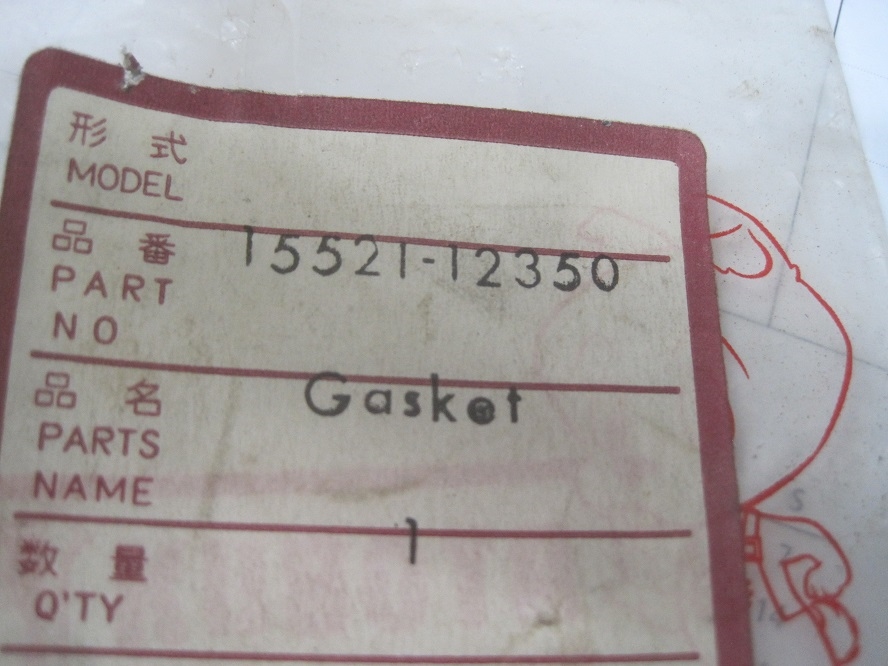 形 式
MODEL
品 番 15521-12350
PART
NO
品 名 Gasket
PARTS
NAME
数 量 1
Q'TY